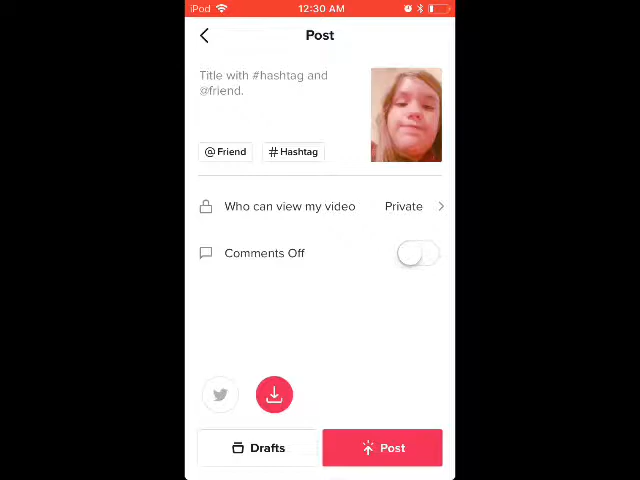 iPod 12:30 AM
Post
Title with #hashtag and
@friend.
@ Friend # Hashtag
Who can view my video Private
Comments Off
Drafts Post